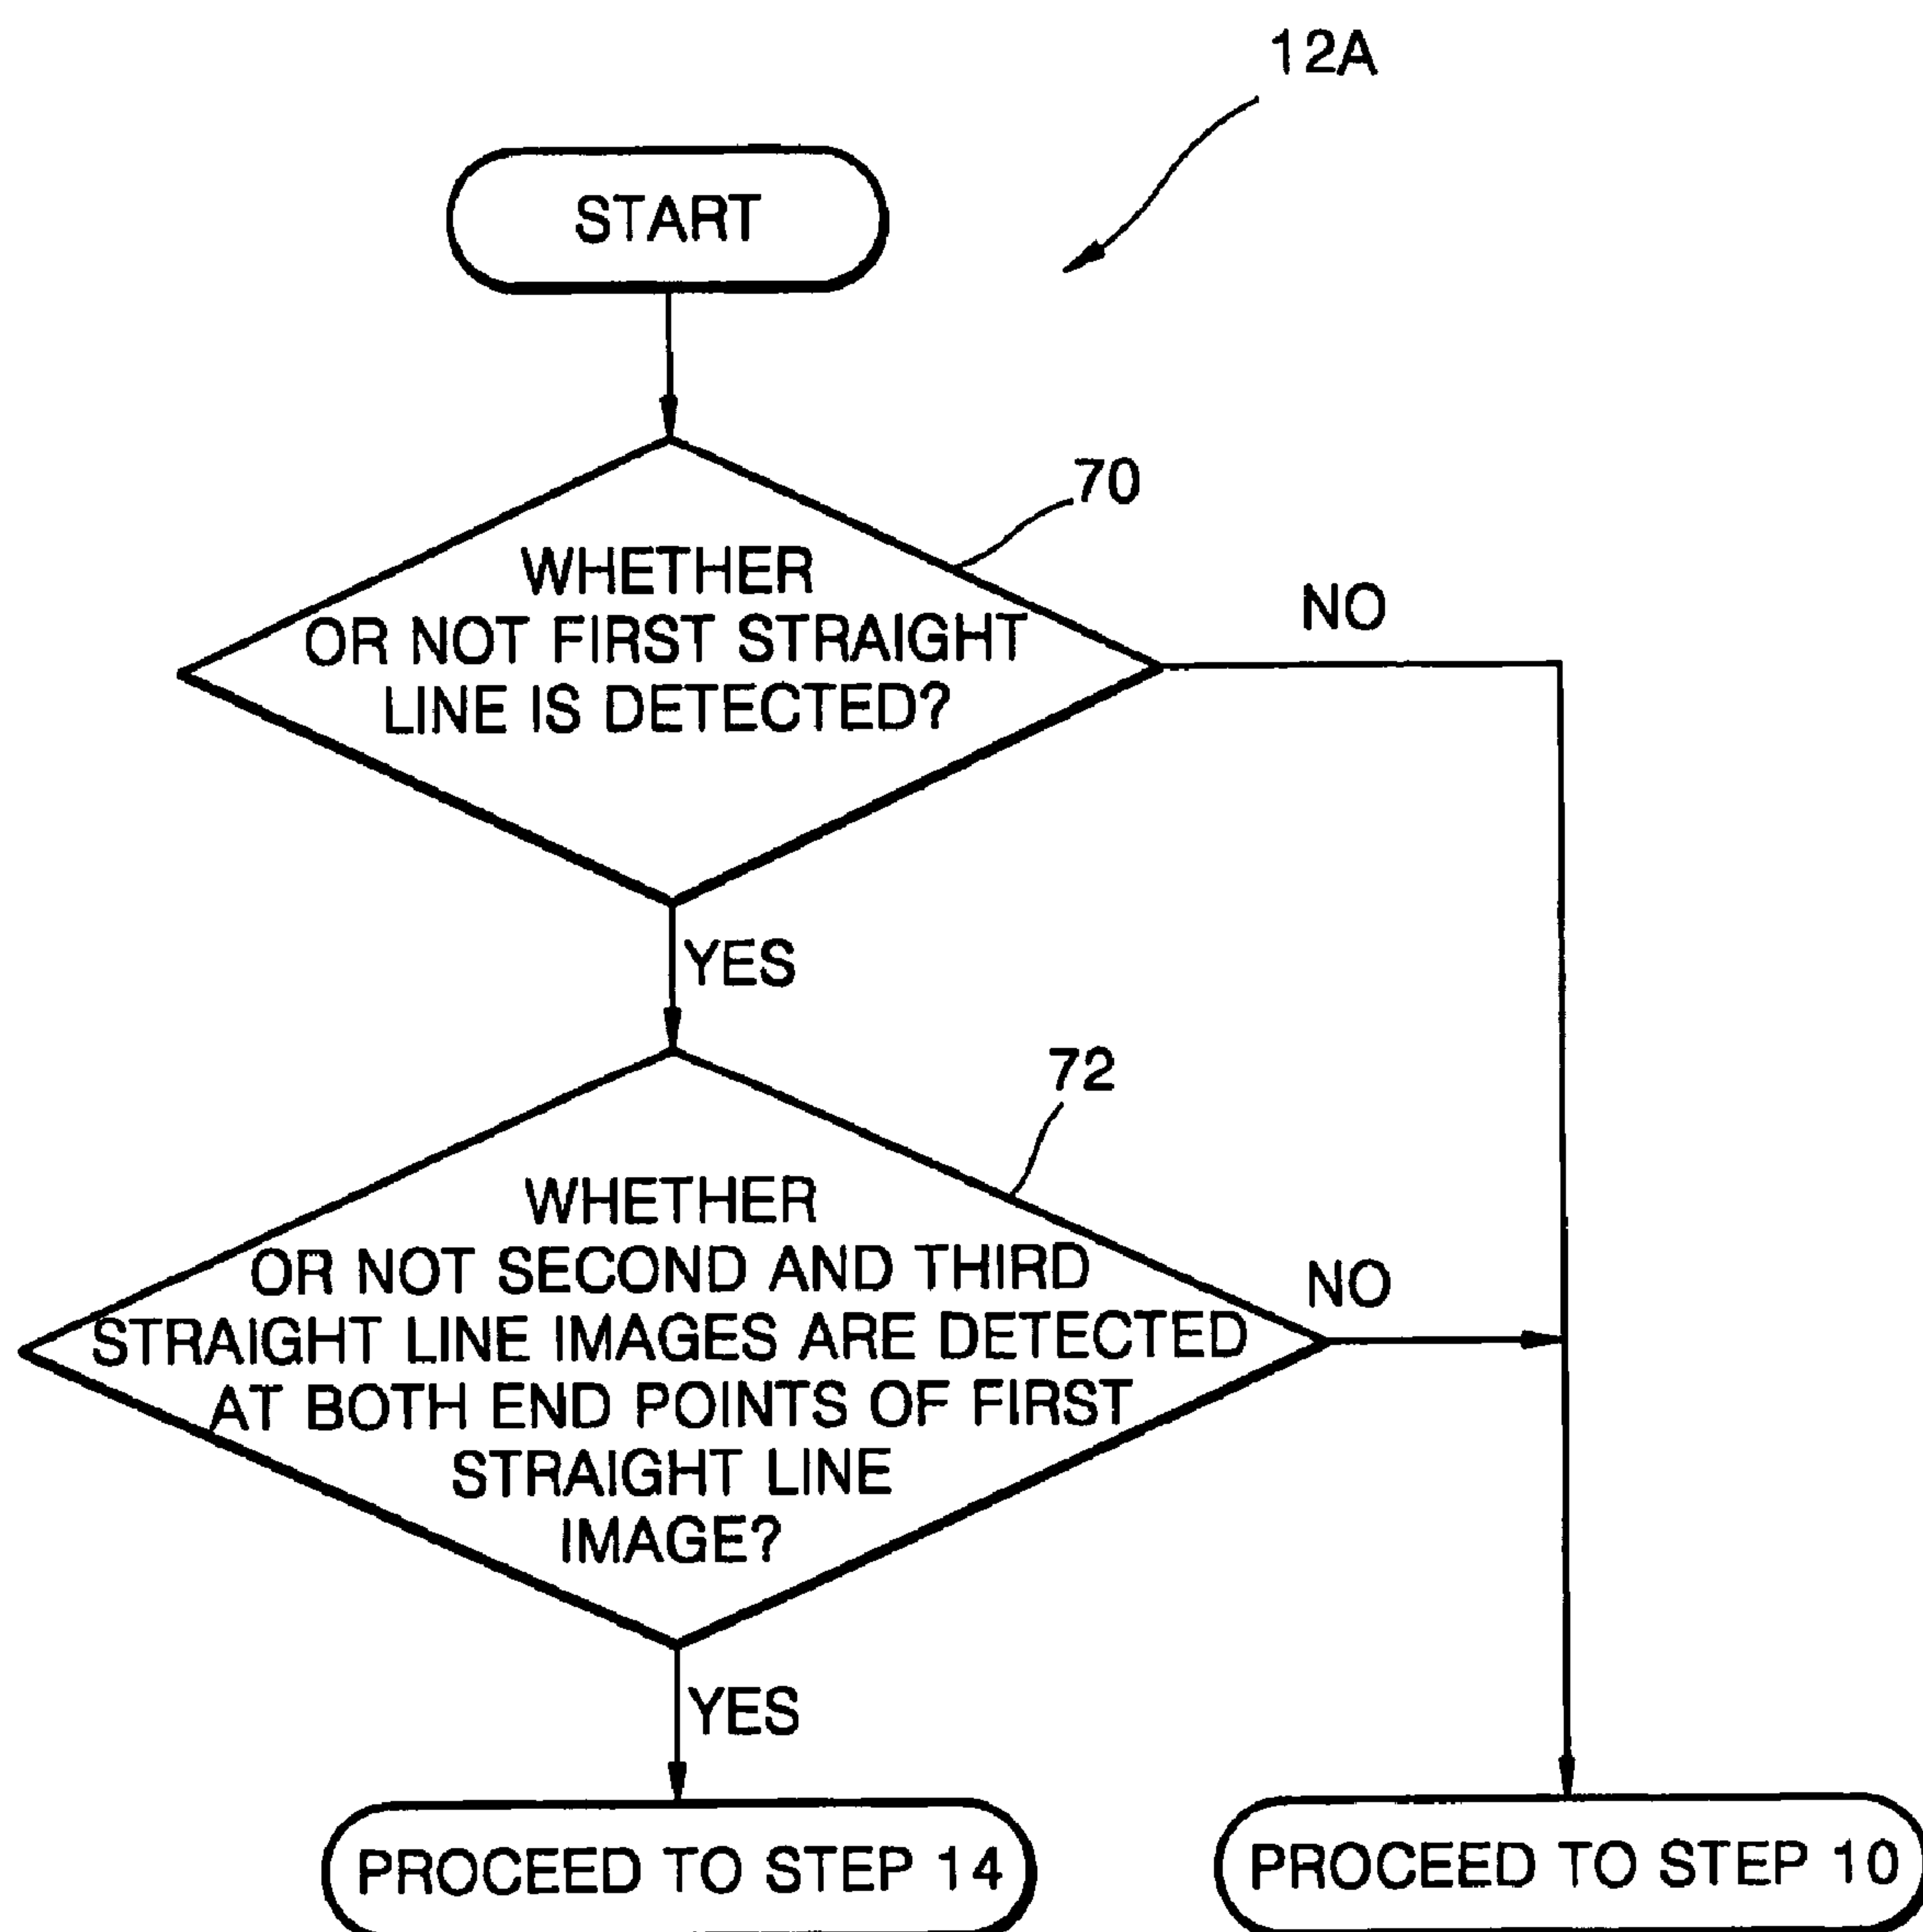 12A
START
70
WHETHER
OR NOT FIRST STRAIGHT
LINE IS DETECTED?
NO
YES
72
WHETHER
OR NOT SECOND AND THIRD
STRAIGHT LINE IMAGES ARE DETECTED
AT BOTH END POINTS OF FIRST
STRAIGHT LINE
IMAGE?
NO
YES
PROCEED TO STEP 14
PROCEED TO STEP 10